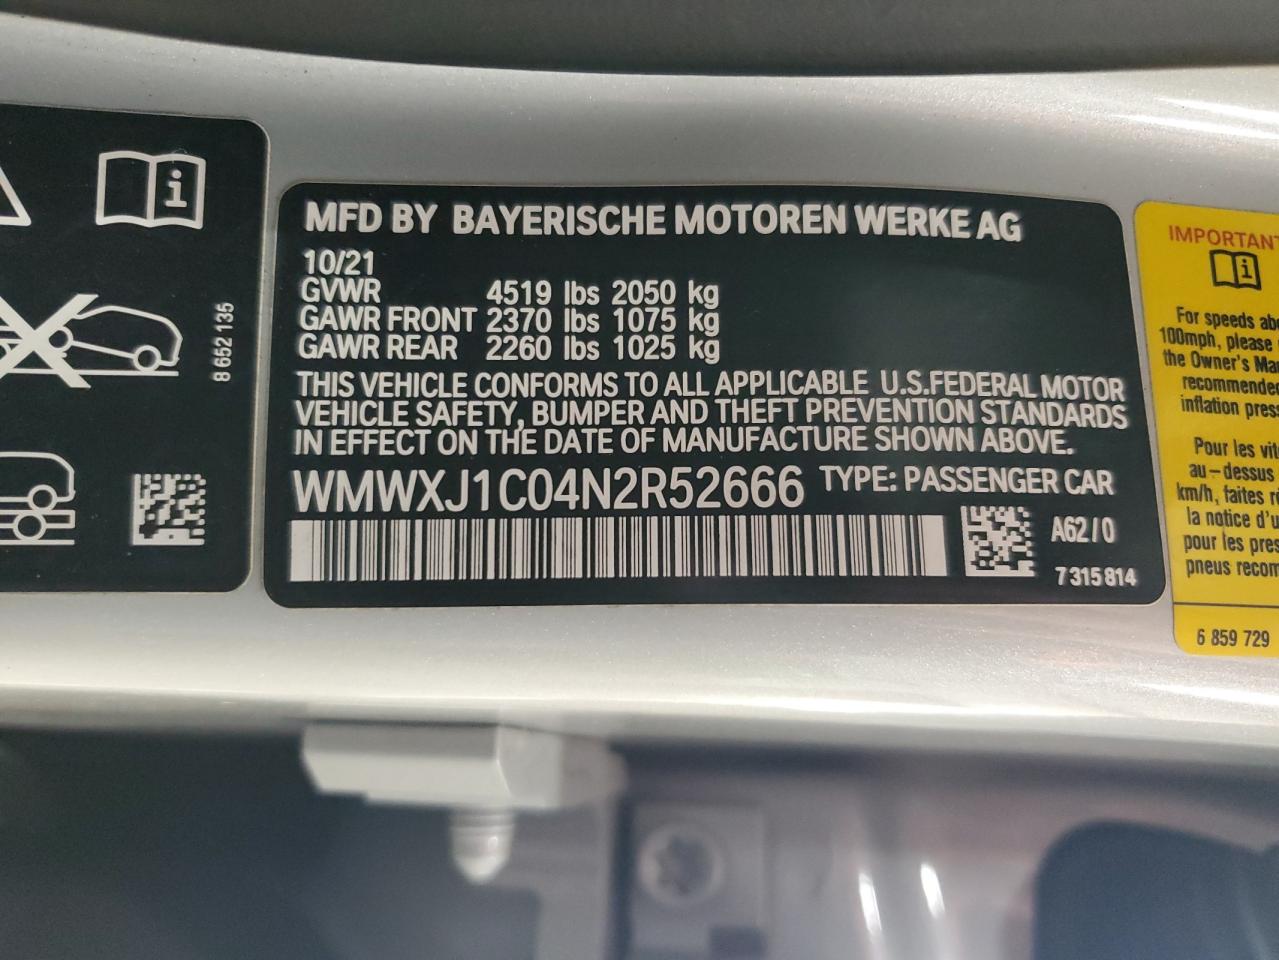 8 652 135
MFD BY BAYERISCHE MOTOREN WERKE AG
10/21
GVWR 4519 lbs 2050 kg
GAWR FRONT 2370 lbs 1075 kg
GAWR REAR 2260 lbs 1025 kg
THIS VEHICLE CONFORMS TO ALL APPLICABLE U.S.FEDERAL MOTOR
VEHICLE SAFETY, BUMPER AND THEFT PREVENTION STANDARDS
IN EFFECT ON THE DATE OF MANUFACTURE SHOWN ABOVE.
WMWXJ1C04N2R52666 TYPE: PASSENGER CAR
A62/0
7 315 814
IMPORTANT
For speeds
100mph, please
the Owner's
recommended
inflation
Pour les
au-dessus
km/h, faites
la notice
pour les
pneus
6 859 729